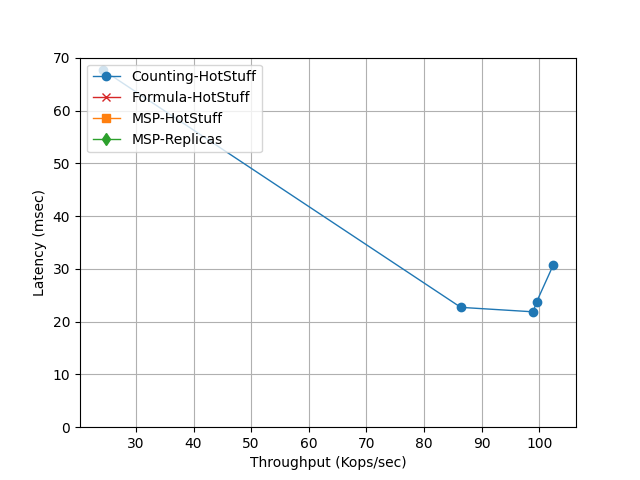 70
60
50
40
30
20
10
0
Latency (msec)
Counting-HotStuff
Formula-HotStuff
MSP-HotStuff
MSP-Replicas
30 40 50 60 70 80 90 100
Throughput (Kops/sec)